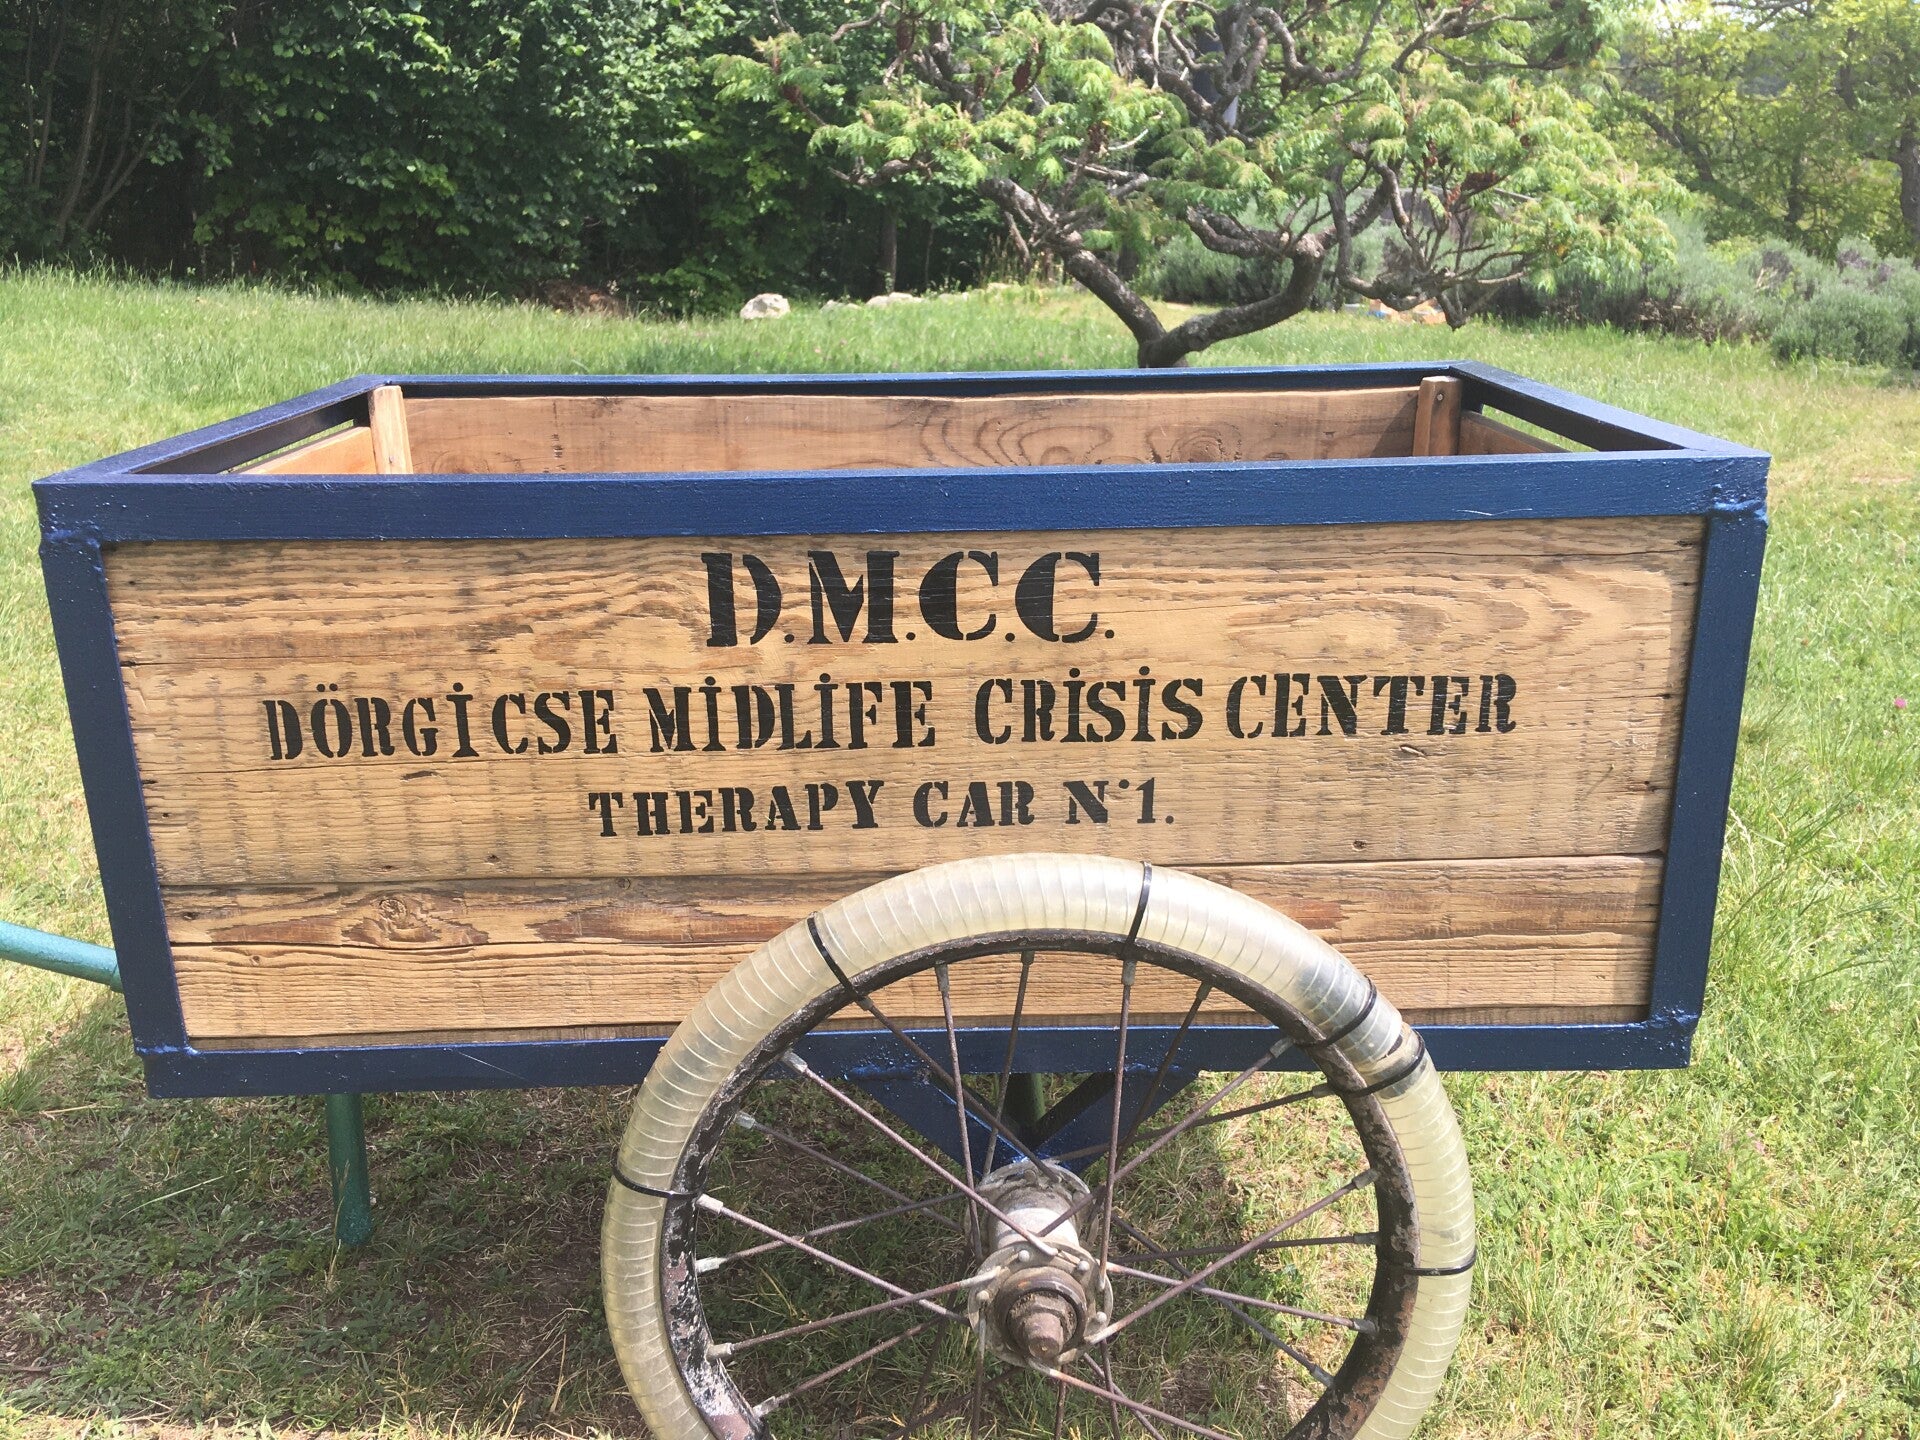 D.M.C.C.
DÖRGİCSE MİDLİFE CRİSİS CENTER
THERAPY CAR N°1.